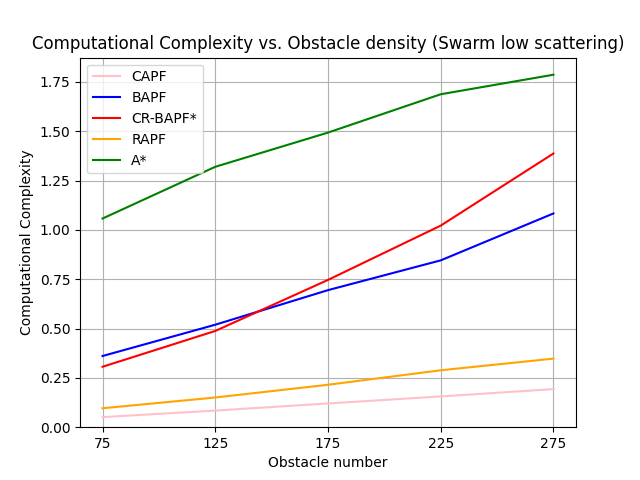 Computational Complexity vs. Obstacle density (Swarm low scattering)
CAPF
BAPF
CR-BAPF*
RAPF
A*
Computational Complexity
1.75
1.50
1.25
1.00
0.75
0.50
0.25
0.00
75 125 175 225 275
Obstacle number